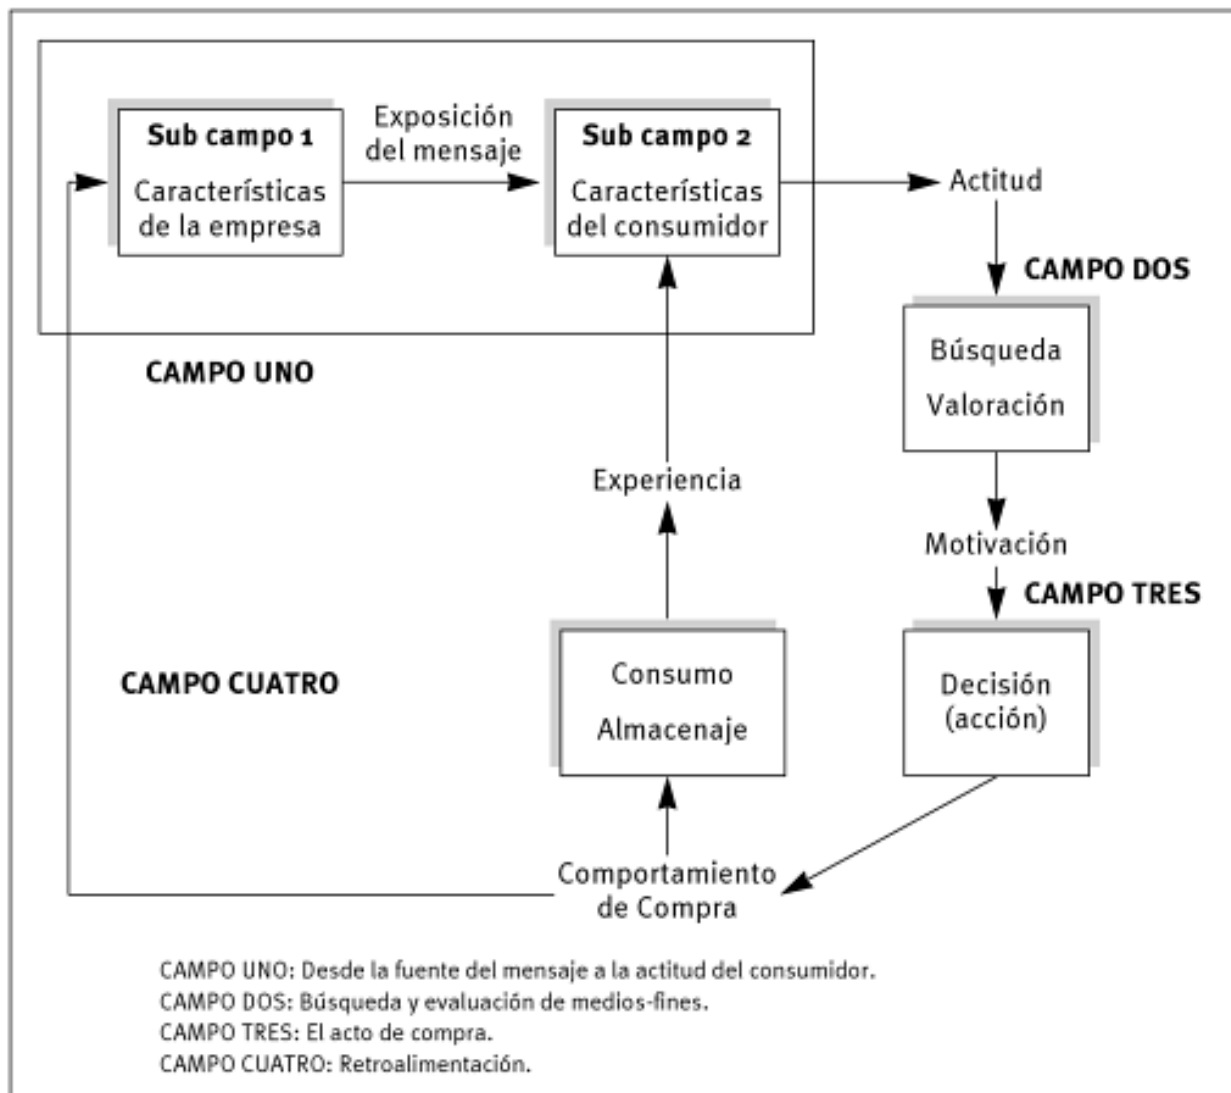 Sub campo 1
Características
de la empresa
Exposición
del mensaje
Sub campo 2
Características
del consumidor
Actitud
CAMPO DOS
Búsqueda
Valoración
CAMPO UNO
Experiencia
Motivación
CAMPO TRES
CAMPO CUATRO
Consumo
Almacenaje
Decisión
(acción)
Comportamiento
de Compra
CAMPO UNO: Desde la fuente del mensaje a la actitud del consumidor.
CAMPO DOS: Búsqueda y evaluación de medios-fines.
CAMPO TRES: El acto de compra.
CAMPO CUATRO: Retroalimentación.